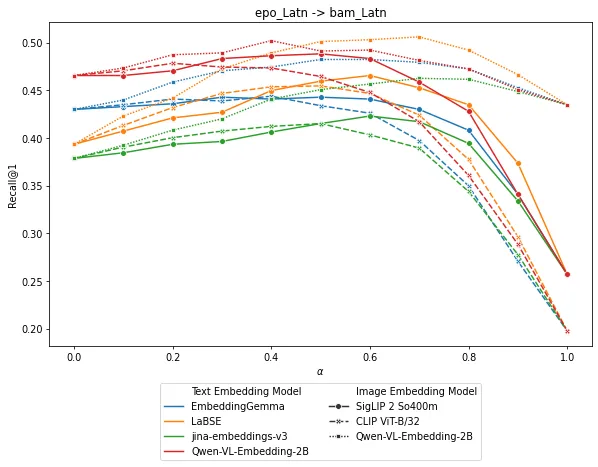 epo_Latn -> bam_Latn
Recall@1
0.50
0.45
0.40
0.35
0.30
0.25
0.20
0.0 0.2 0.4 0.6 0.8 1.0
α
Text Embedding Model Image Embedding Model
EmbeddingGemma SigLIP 2 So400m
LaBSE CLIP ViT-B/32
jina-embeddings-v3 Qwen-VL-Embedding-2B
Qwen-VL-Embedding-2B